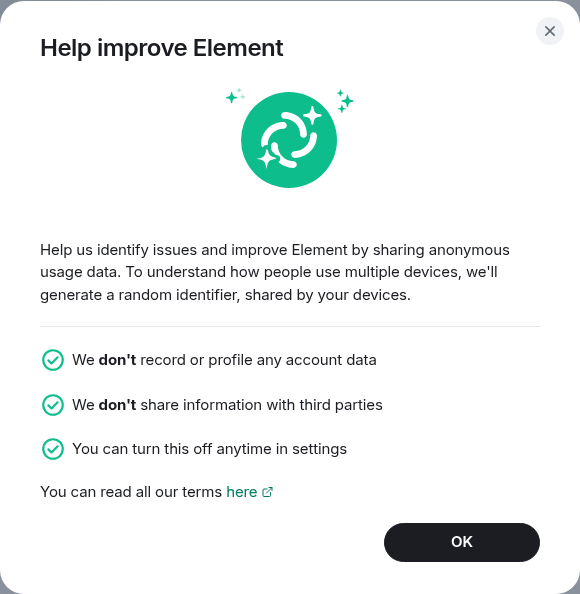 Help improve Element
Help us identify issues and improve Element by sharing anonymous
usage data. To understand how people use multiple devices, we'll
generate a random identifier, shared by your devices.
We don't record or profile any account data
We don't share information with third parties
You can turn this off anytime in settings
You can read all our terms here
OK